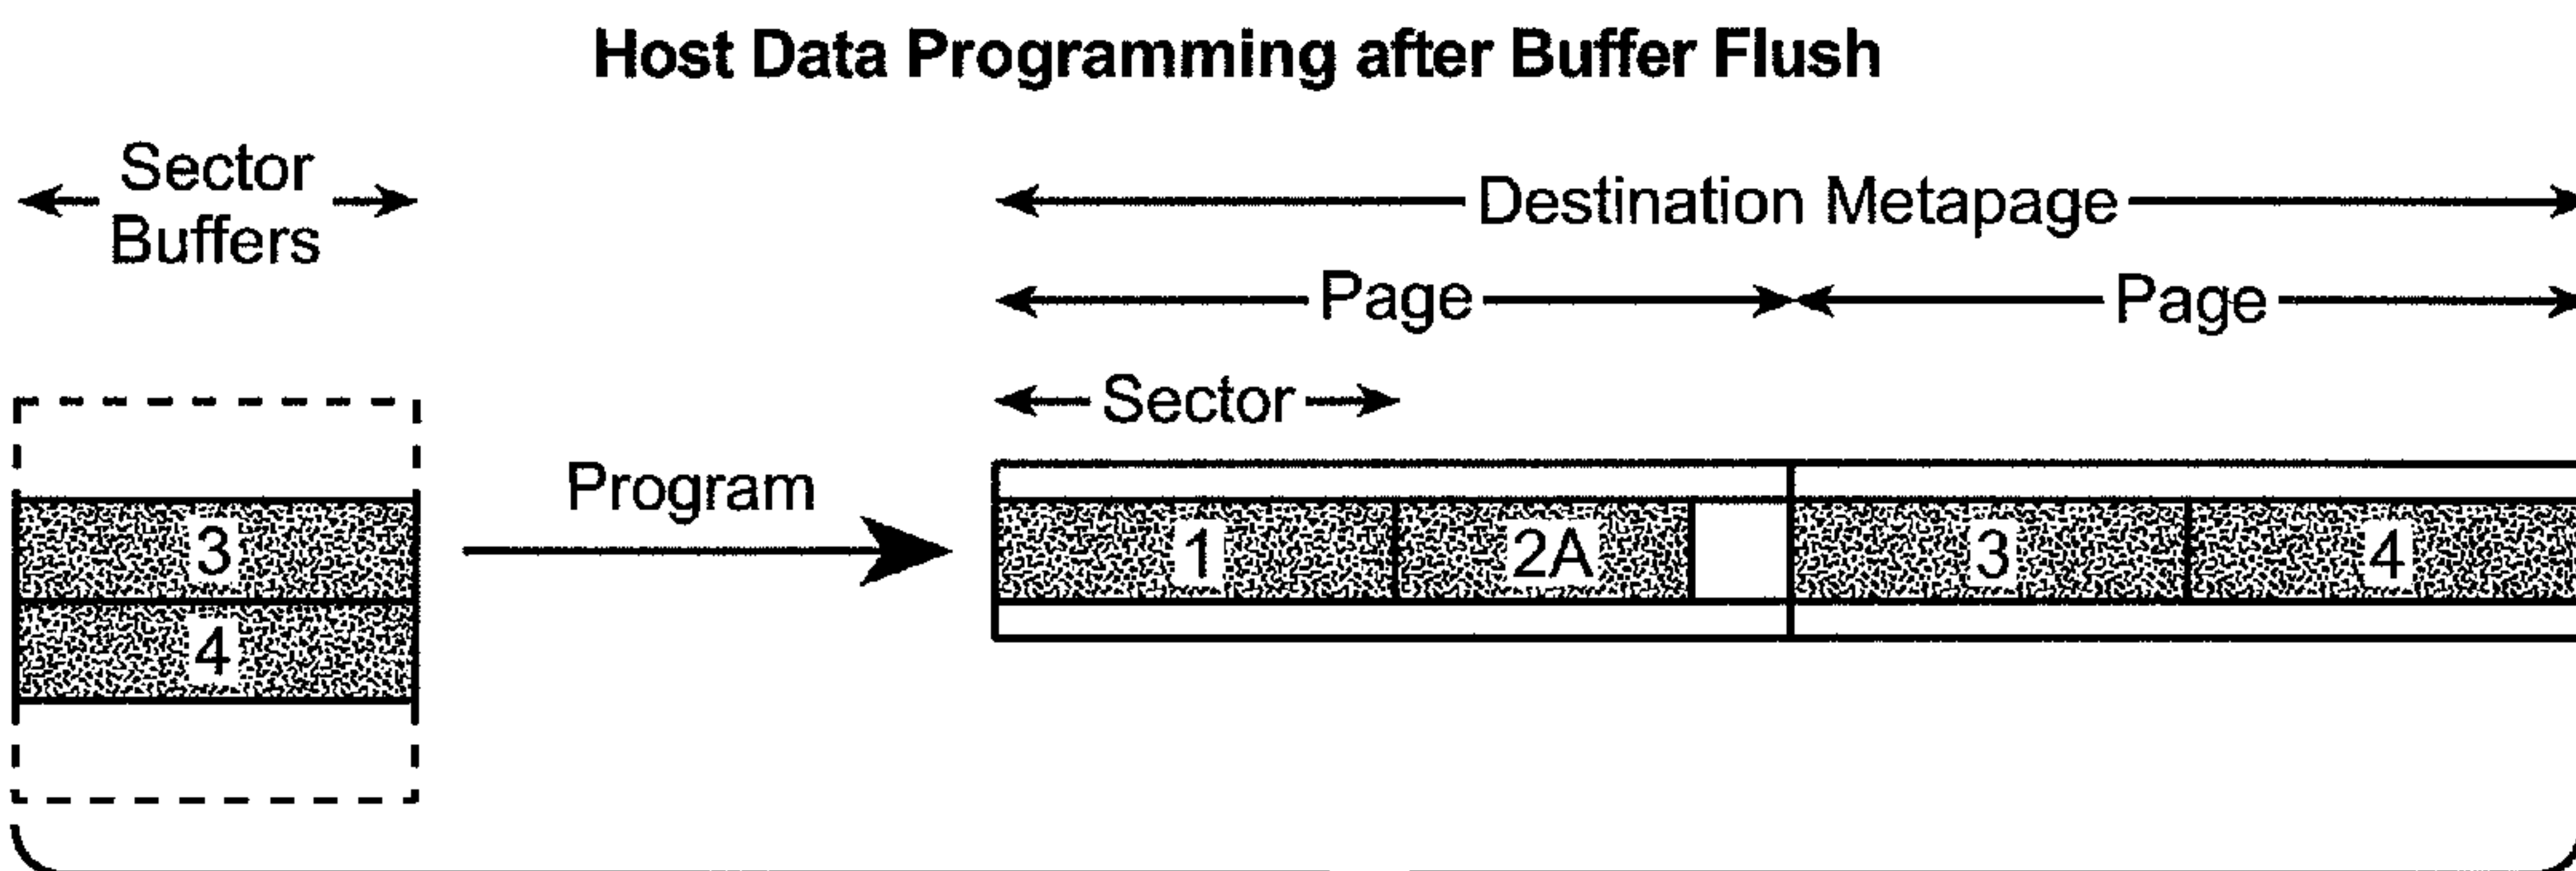 Host Data Programming after Buffer Flush
Sector
Buffers
Destination Metapage
Page
Page
Sector
Program
3
4
1
2A
3
4